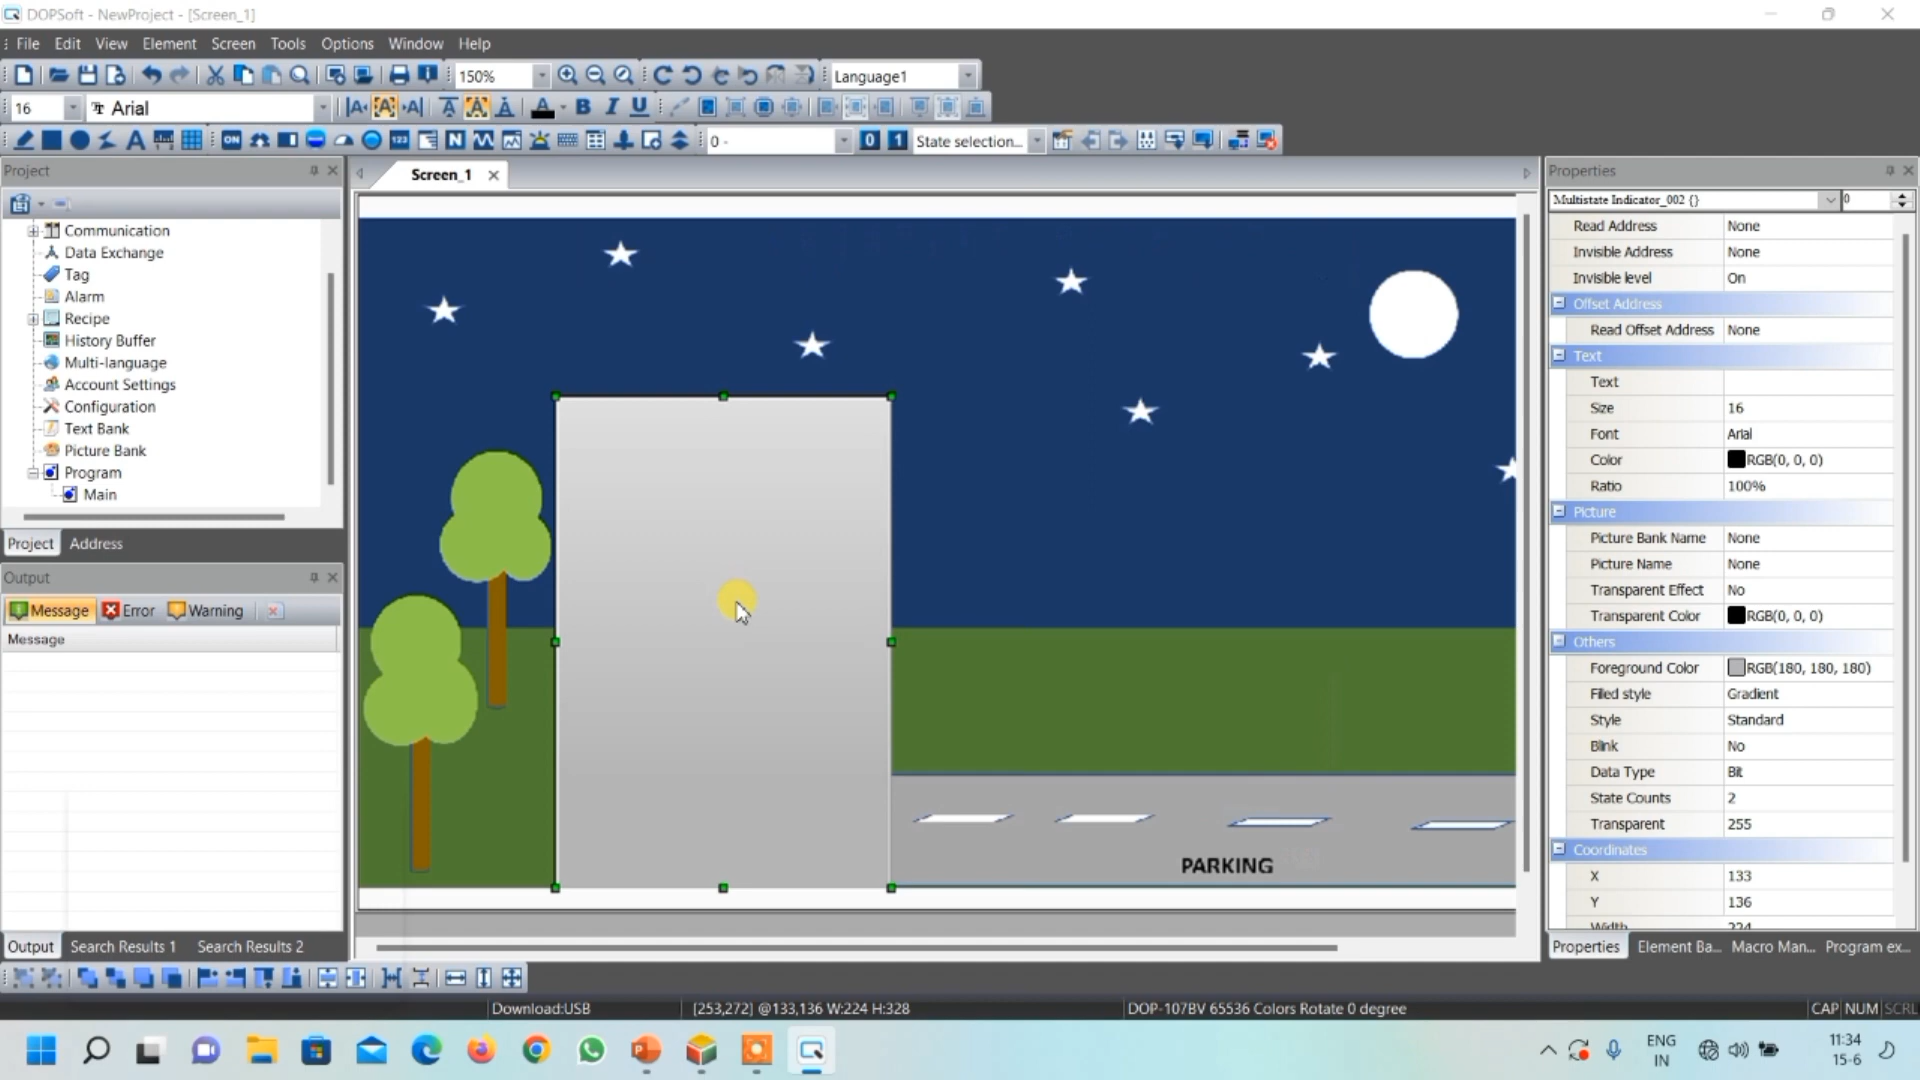 DOPSoft - NewProject - [Screen_1]
File Edit View Element Screen Tools Options Window Help
150% Language1
16 Arial
0 - State selection...
Project
Communication
Data Exchange
Tag
Alarm
Recipe
History Buffer
Multi-language
Account Settings
Configuration
Text Bank
Picture Bank
Program
Main
Project Address
Output
Message Error Warning
Message
Output Search Results 1 Search Results 2
Screen_1
PARKING
Properties
Multistate Indicator_002 {} 0
Read Address None
Invisible Address None
Invisible level On
Offset Address
Read Offset Address None
Text
Text
Size 16
Font Arial
Color RGB(0, 0, 0)
Ratio 100%
Picture
Picture Bank Name None
Picture Name None
Transparent Effect No
Transparent Color RGB(0, 0, 0)
Others
Foreground Color RGB(180, 180, 180)
Filled style Gradient
Style Standard
Blink No
Data Type Bit
State Counts 2
Transparent 255
Coordinates
X 133
Y 136
Width 224
Properties Element Ba... Macro Man... Program ex...
Download:USB [253,272] @133,136 W:224 H:328 DOP-107BV 65536 Colors Rotate 0 degree CAP NUM SCRL
ENG
IN
11:34
15-6